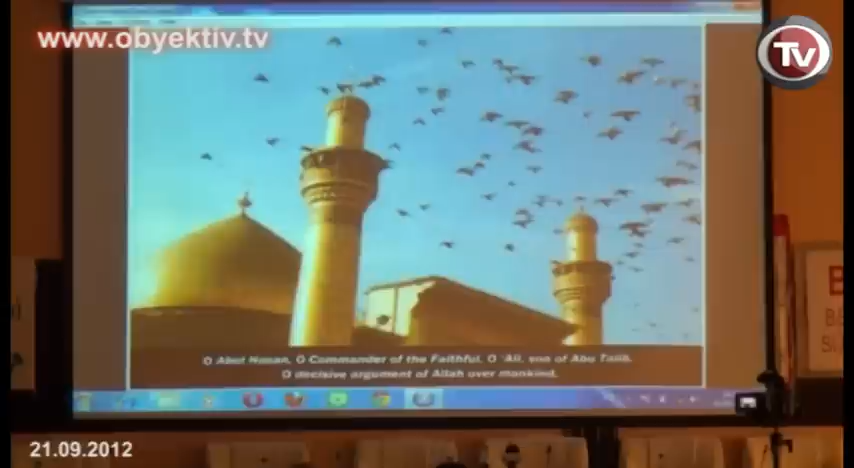 www.obyektiv.tv
TV
O Abul Hasan, O Commander of the Faithful, O 'Ali, son of Abu Talib,
O decisive argument of Allah over mankind.
21.09.2012